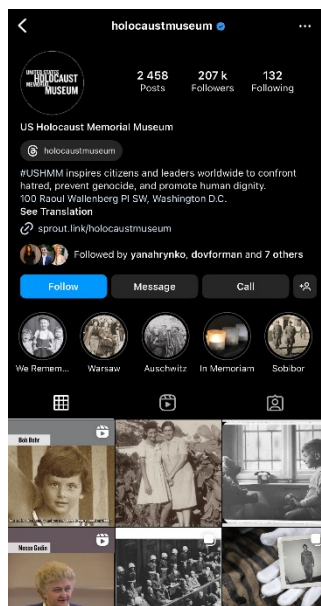 holocaustmuseum
UNITED STATES
HOLOCAUST
MEMORIAL
MUSEUM
2 458 207 k 132
Posts Followers Following
US Holocaust Memorial Museum
holocaustmuseum
#USHMM inspires citizens and leaders worldwide to confront
hatred, prevent genocide, and promote human dignity.
100 Raoul Wallenberg Pl SW, Washington D.C.
See Translation
sprout.link/holocaustmuseum
Followed by yanahrynko, dovforman and 7 others
Follow Message Call
We Remem... Warsaw Auschwitz In Memoriam Sobibor
Bob Behr
Nesse Godin